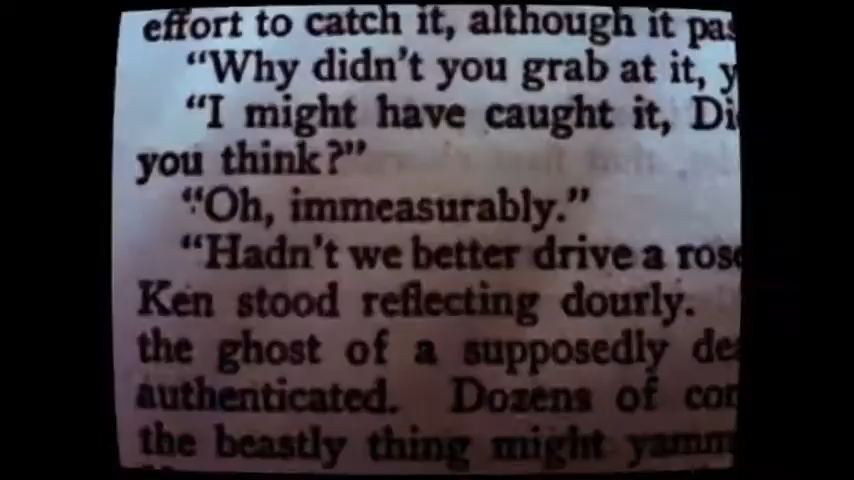 effort to catch it, although it pas
“Why didn't you grab at it, y
“I might have caught it, Di
you think?”
“Oh, immeasurably.”
“Hadn't we better drive a rose
Ken stood reflecting dourly.
the ghost of a supposedly de
authenticated. Dozens of con
the beastly thing might yamm